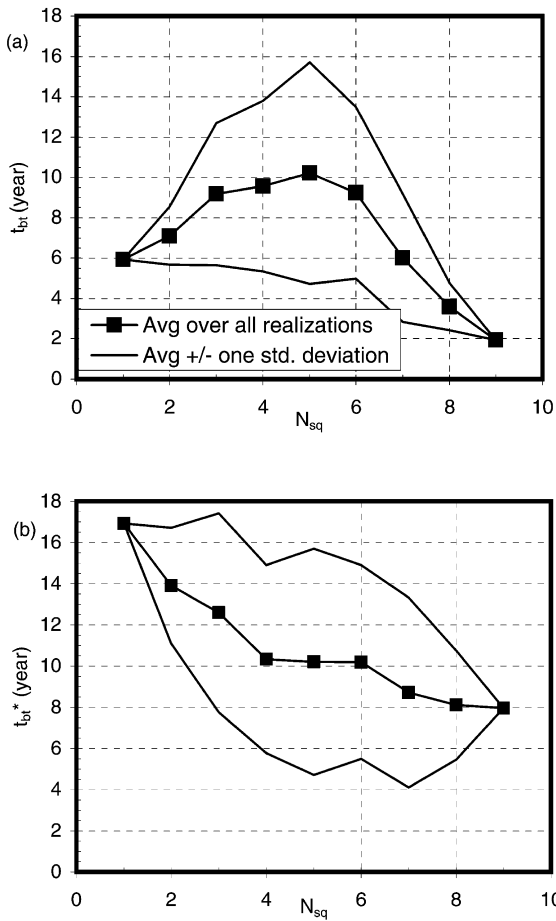 (a)
18
16
14
12
10
8
6
4
2
0
t_bt (year)
Avg over all realizations
Avg +/- one std. deviation
0 2 4 6 8 10
N_sq
(b)
18
16
14
12
10
8
6
4
2
0
t_bt* (year)
0 2 4 6 8 10
N_sq